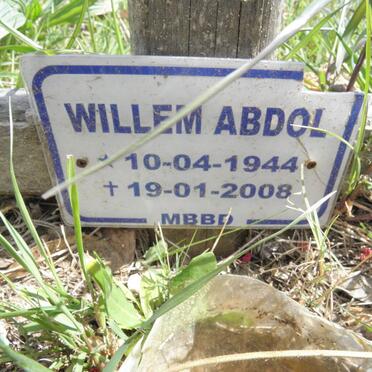 WILLEM ABDOL
* 10-04-1944
† 19-01-2008
MBBD